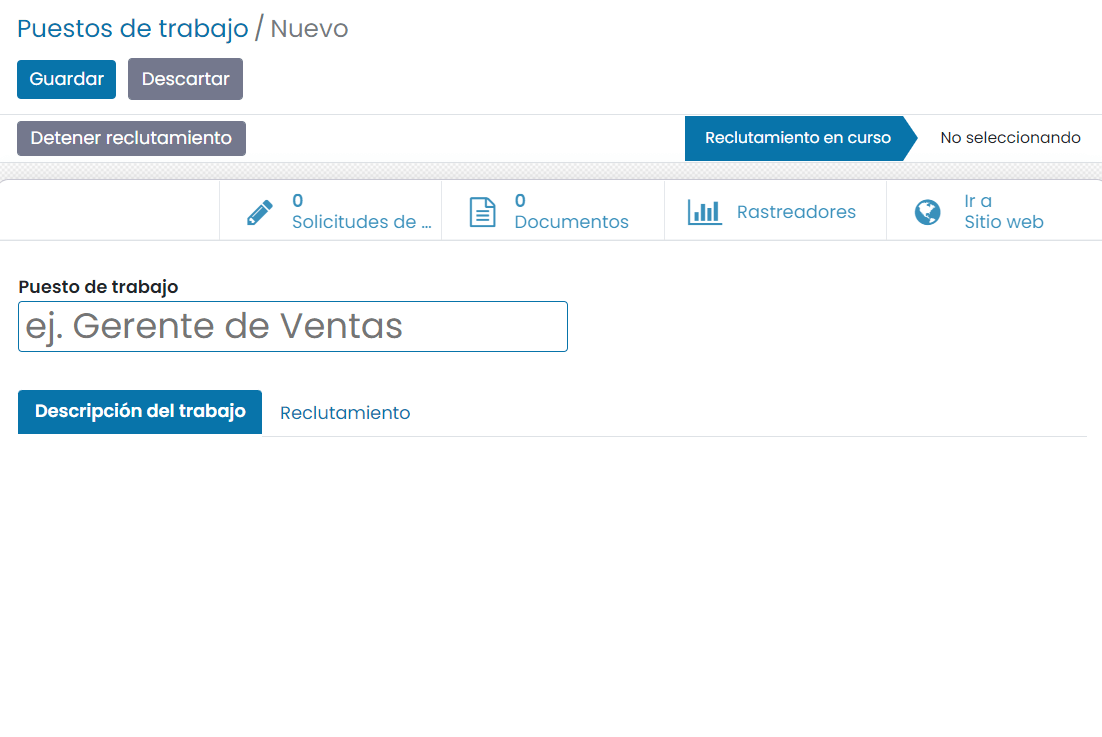 Puestos de trabajo / Nuevo
Guardar Descartar
Detener reclutamiento Reclutamiento en curso No seleccionando
0 Solicitudes de ...
0 Documentos
Rastreadores
Ir a
Sitio web
Puesto de trabajo
ej. Gerente de Ventas
Descripción del trabajo Reclutamiento